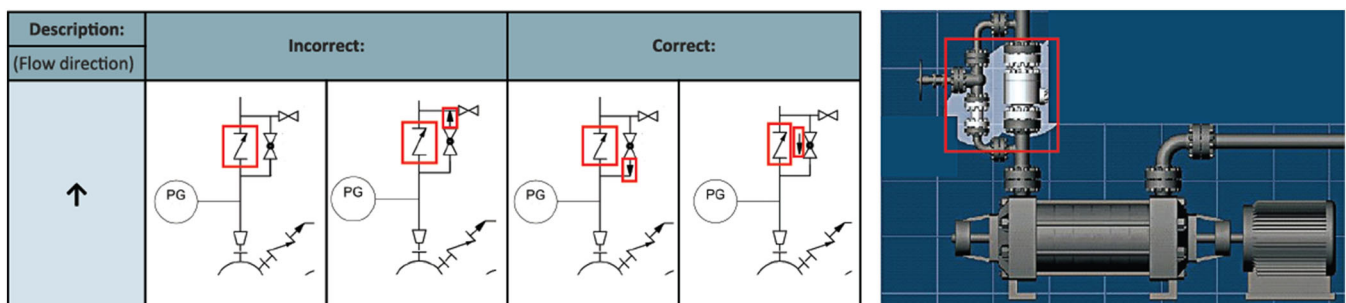 Description:
Incorrect:
Correct:
(Flow direction)
PG
PG
PG
PG